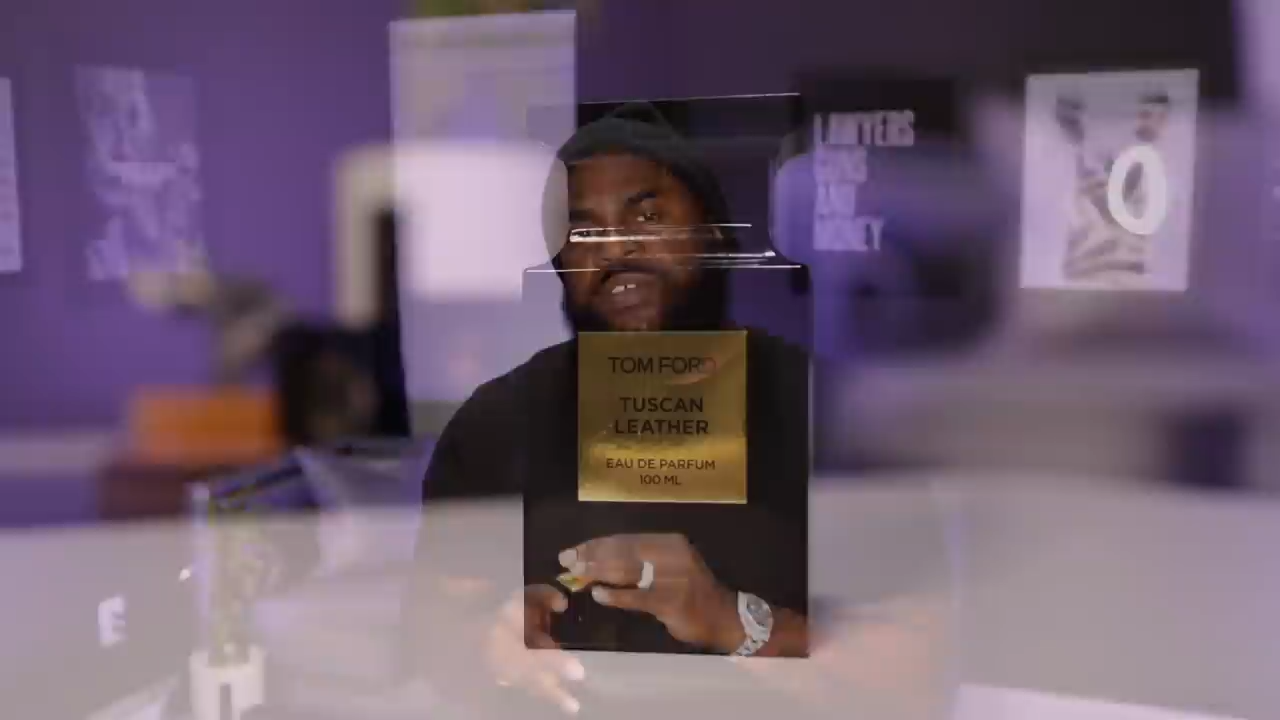 LAWYERS
GUNS
AND
MONEY
O
TOM FORD
TUSCAN
LEATHER
EAU DE PARFUM
100 ML
E